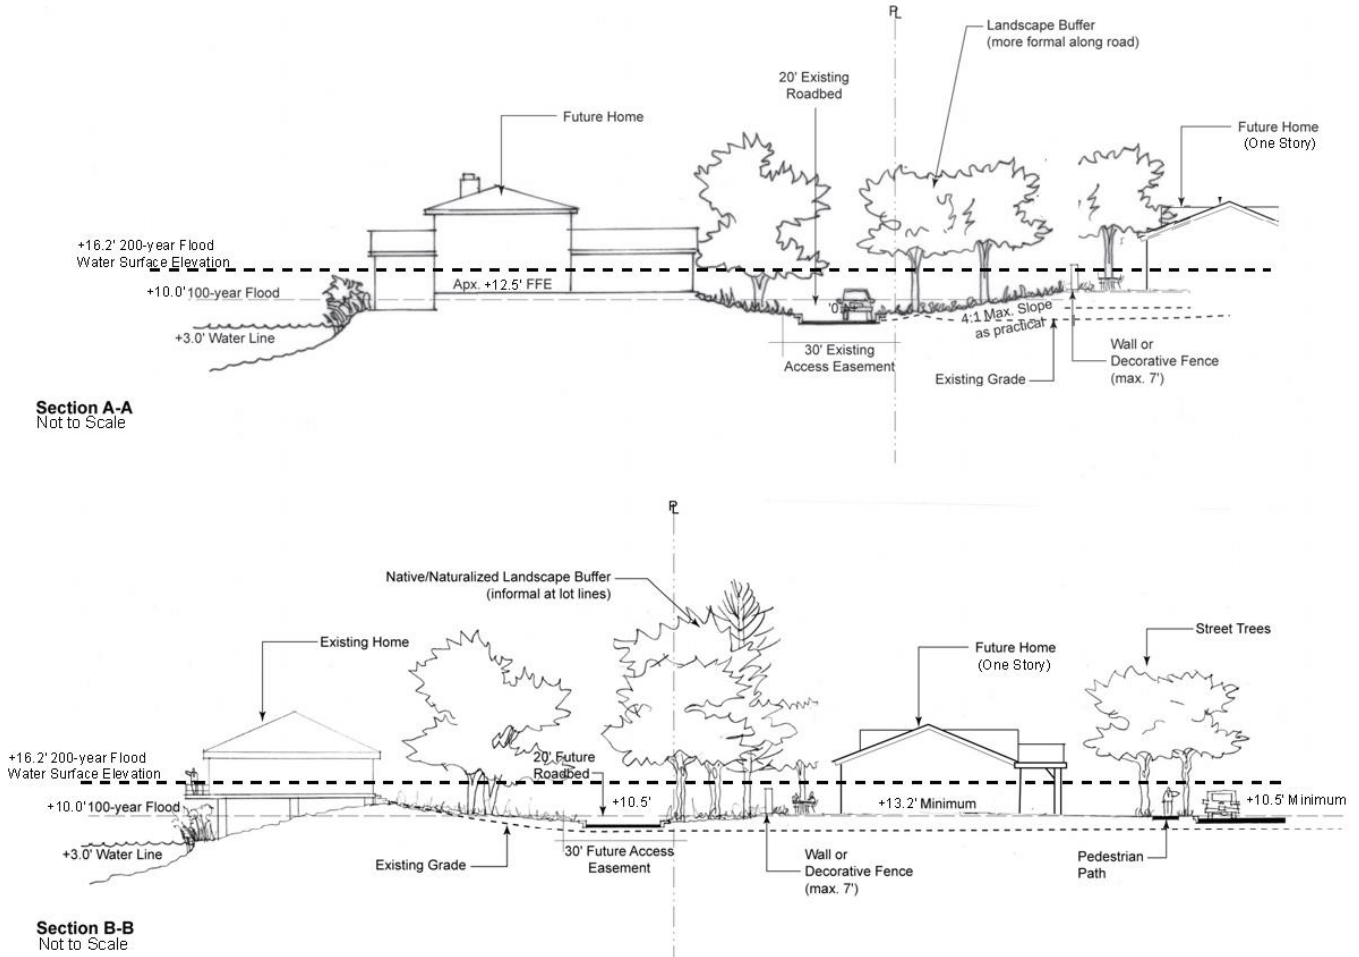 PL
Landscape Buffer
(more formal along road)
20' Existing
Roadbed
Future Home
Future Home
(One Story)
+16.2' 200-year Flood
Water Surface Elevation
+10.0' 100-year Flood
Apx. +12.5' FFE
+3.0' Water Line
4:1 Max. Slope
as practical
30' Existing
Access Easement
Existing Grade
Wall or
Decorative Fence
(max. 7')
Section A-A
Not to Scale
PL
Native/Naturalized Landscape Buffer
(informal at lot lines)
Existing Home
Street Trees
Future Home
(One Story)
+16.2' 200-year Flood
Water Surface Elevation
20' Future
Roadbed
+10.0' 100-year Flood
+10.5'
+13.2' Minimum
+10.5' Minimum
+3.0' Water Line
Existing Grade
30' Future Access
Easement
Wall or
Decorative Fence
(max. 7')
Pedestrian
Path
Section B-B
Not to Scale